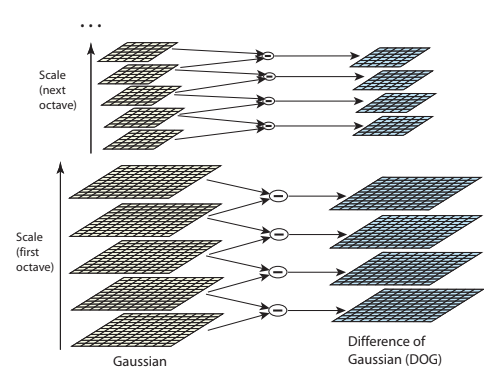 ...
Scale
(next
octave)
Scale
(first
octave)
Gaussian
Difference of
Gaussian (DOG)